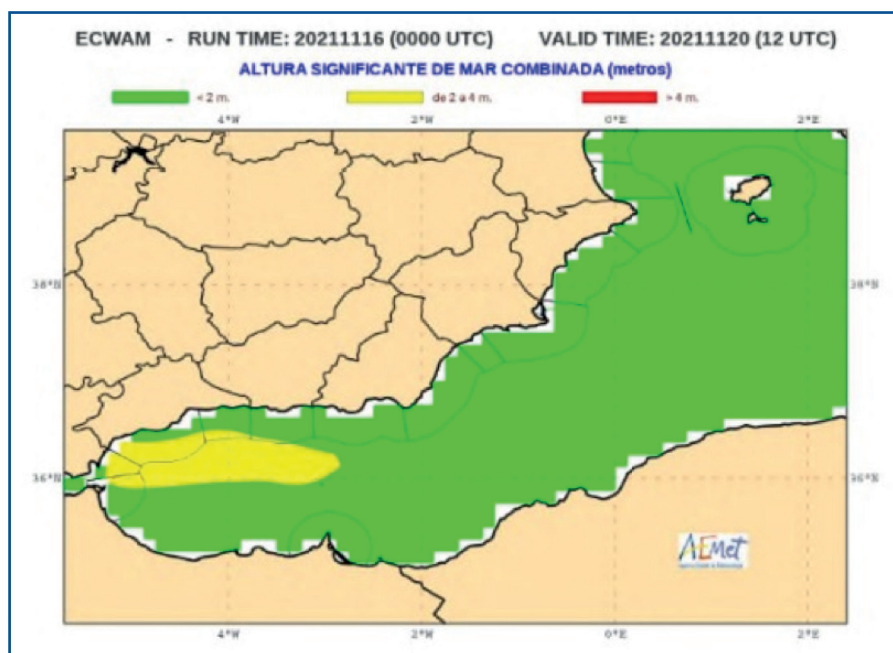 ECWAM - RUN TIME: 20211116 (0000 UTC) VALID TIME: 20211120 (12 UTC)
ALTURA SIGNIFICANTE DE MAR COMBINADA (metros)
< 2 m. de 2 a 4 m. > 4 m.
4°W 2°W 0°E 2°E
38°N 38°N
36°N 36°N
AEMet
4°W 2°W 0°E 2°E